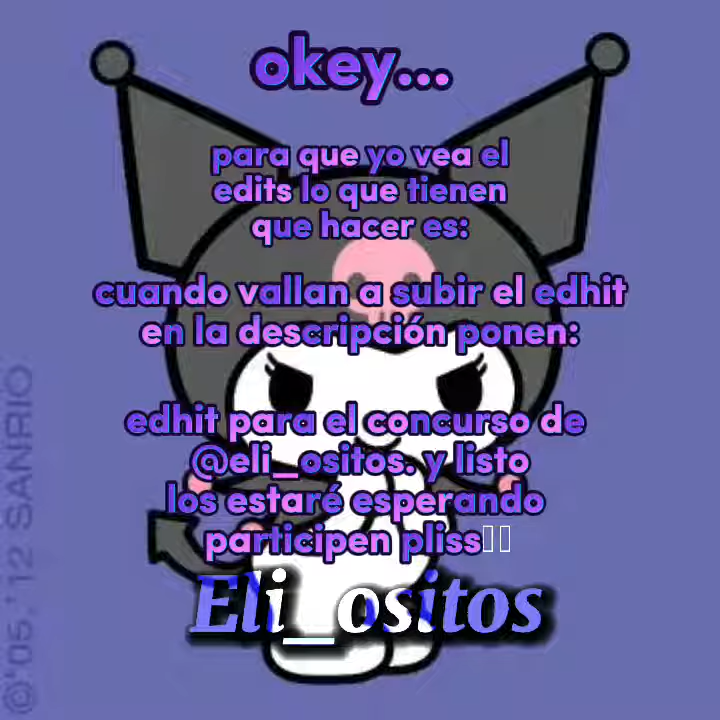 okey...
para que yo vea el
edits lo que tienen
que hacer es:
cuando vallan a subir el edhit
en la descripción ponen:
edhit para el concurso de
@eli_ositos. y listo
los estaré esperando
participen pliss
Eli_ositos
©'05,'12 SANRIO